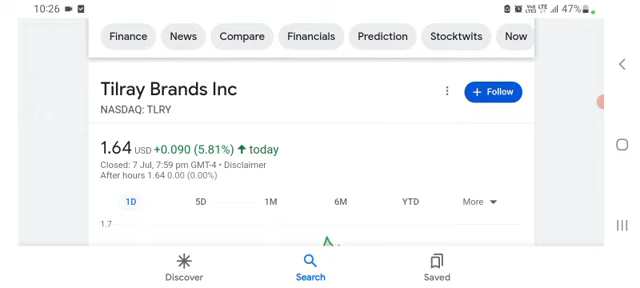 10:26
LTE 47%
Finance News Compare Financials Prediction Stocktwits Now
Tilray Brands Inc
+ Follow
NASDAQ: TLRY
1.64 USD +0.090 (5.81%) ↑ today
Closed: 7 Jul, 7:59 pm GMT-4 • Disclaimer
After hours 1.64 0.00 (0.00%)
1D 5D 1M 6M YTD More
1.7
Discover Search Saved